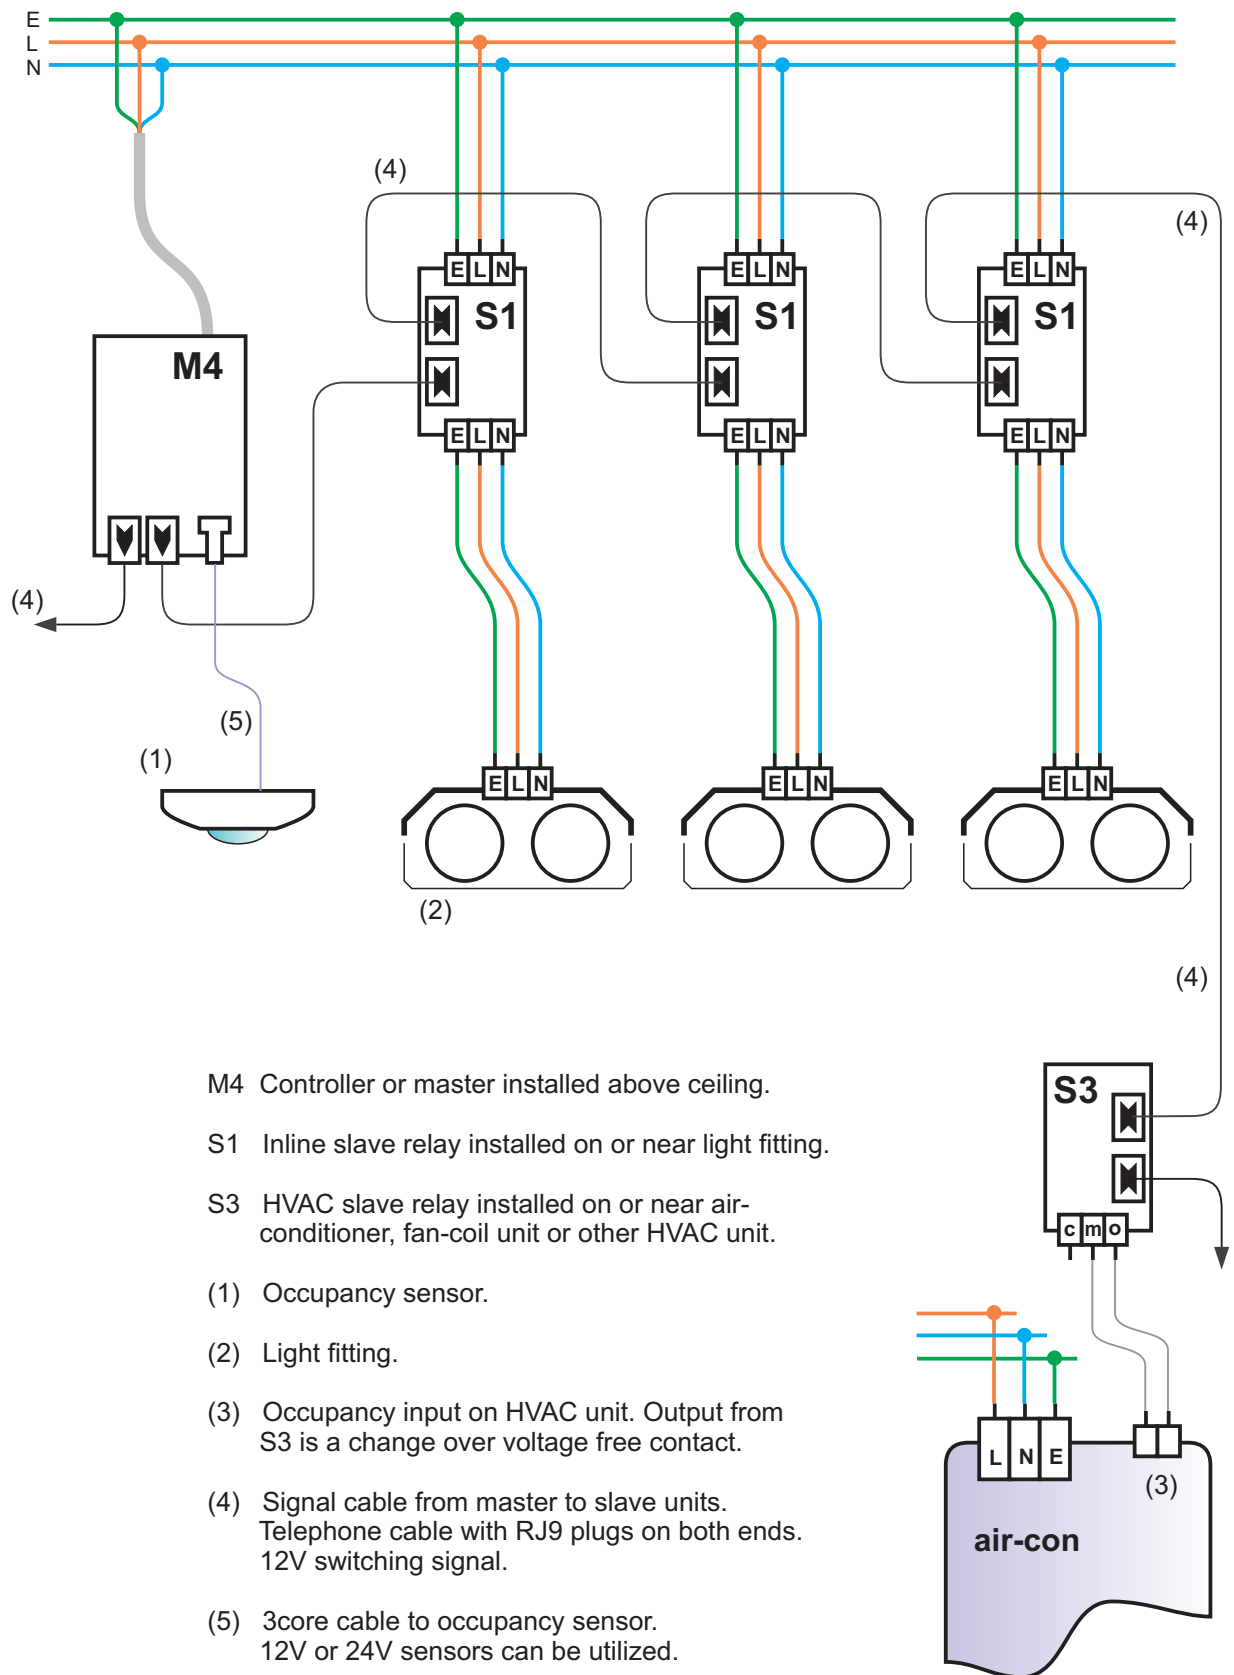 E
L
N
(4)
(4)
E L N
E L N
E L N
S1
S1
S1
M4
E L N
E L N
E L N
(4)
(5)
(1)
E L N
E L N
E L N
(2)
(4)
M4 Controller or master installed above ceiling.
S3
S1 Inline slave relay installed on or near light fitting.
S3 HVAC slave relay installed on or near air-
conditioner, fan-coil unit or other HVAC unit.
c m o
(1) Occupancy sensor.
(2) Light fitting.
(3) Occupancy input on HVAC unit. Output from
S3 is a change over voltage free contact.
L N E
(3)
(4) Signal cable from master to slave units.
Telephone cable with RJ9 plugs on both ends.
12V switching signal.
air-con
(5) 3core cable to occupancy sensor.
12V or 24V sensors can be utilized.